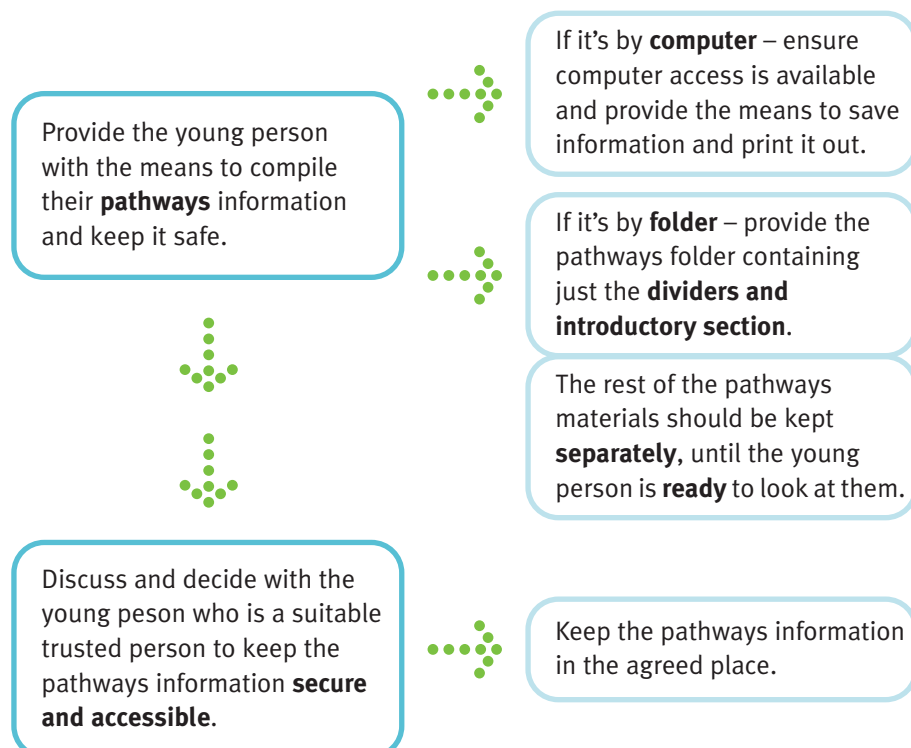 Provide the young person
with the means to compile
their pathways information
and keep it safe.
If it's by computer – ensure
computer access is available
and provide the means to save
information and print it out.
If it's by folder – provide the
pathways folder containing
just the dividers and
introductory section.
The rest of the pathways
materials should be kept
separately, until the young
person is ready to look at them.
Discuss and decide with the
young peson who is a suitable
trusted person to keep the
pathways information secure
and accessible.
Keep the pathways information
in the agreed place.